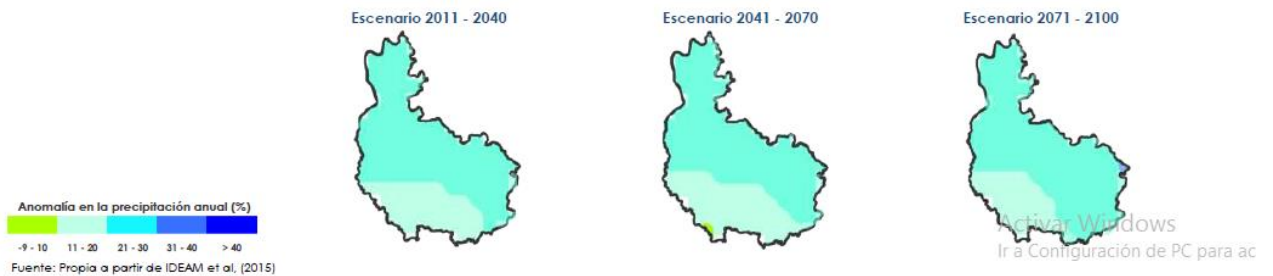 Escenario 2011 - 2040
Escenario 2041 - 2070
Escenario 2071 - 2100
Anomalía en la precipitación anual (%)
-9 - 10
11 - 20
21 - 30
31 - 40
> 40
Fuente: Propia a partir de IDEAM et al, (2015)
Activar Windows
Ir a Configuración de PC para ac